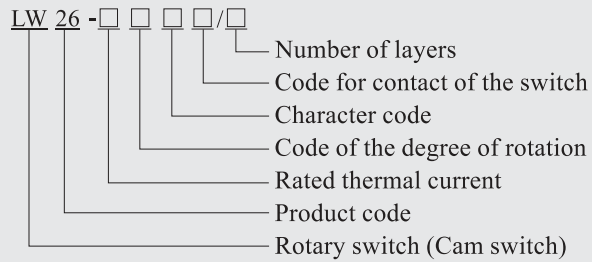 LW 26 -□ □ □ □/□
Number of layers
Code for contact of the switch
Character code
Code of the degree of rotation
Rated thermal current
Product code
Rotary switch (Cam switch)